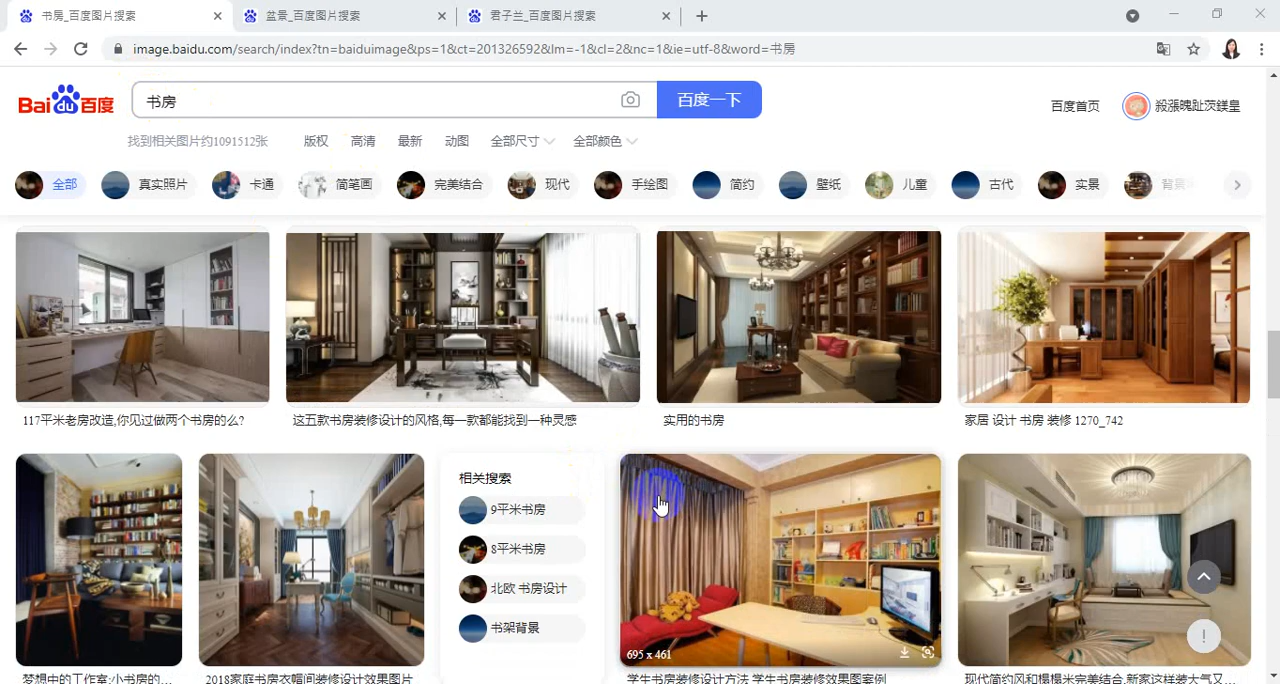 书房_百度图片搜索
盆景_百度图片搜索
君子兰_百度图片搜索
image.baidu.com/search/index?tn=baiduimage&ps=1&ct=201326592&lm=-1&cl=2&nc=1&ie=utf-8&word=书房
Bai du 百度
书房
百度一下
百度首页
找到相关图片约1091512张
版权
高清
最新
动图
全部尺寸
全部颜色
全部
真实照片
卡通
简笔画
完美结合
现代
手绘图
简约
壁纸
儿童
古代
实景
背景
117平米老房改造,你见过做两个书房的么?
这五款书房装修设计的风格,每一款都能找到一种灵感
实用的书房
家居 设计 书房 装修 1270_742
相关搜索
9平米书房
8平米书房
北欧 书房设计
书架背景
695 x 461
梦想中的工作室:小书房的...
2018家庭书房衣帽间装修设计效果图片
学生书房装修设计方法 学生书房装修效果图案例
现代简约风和榻榻米完美结合,新家这样装大气又...